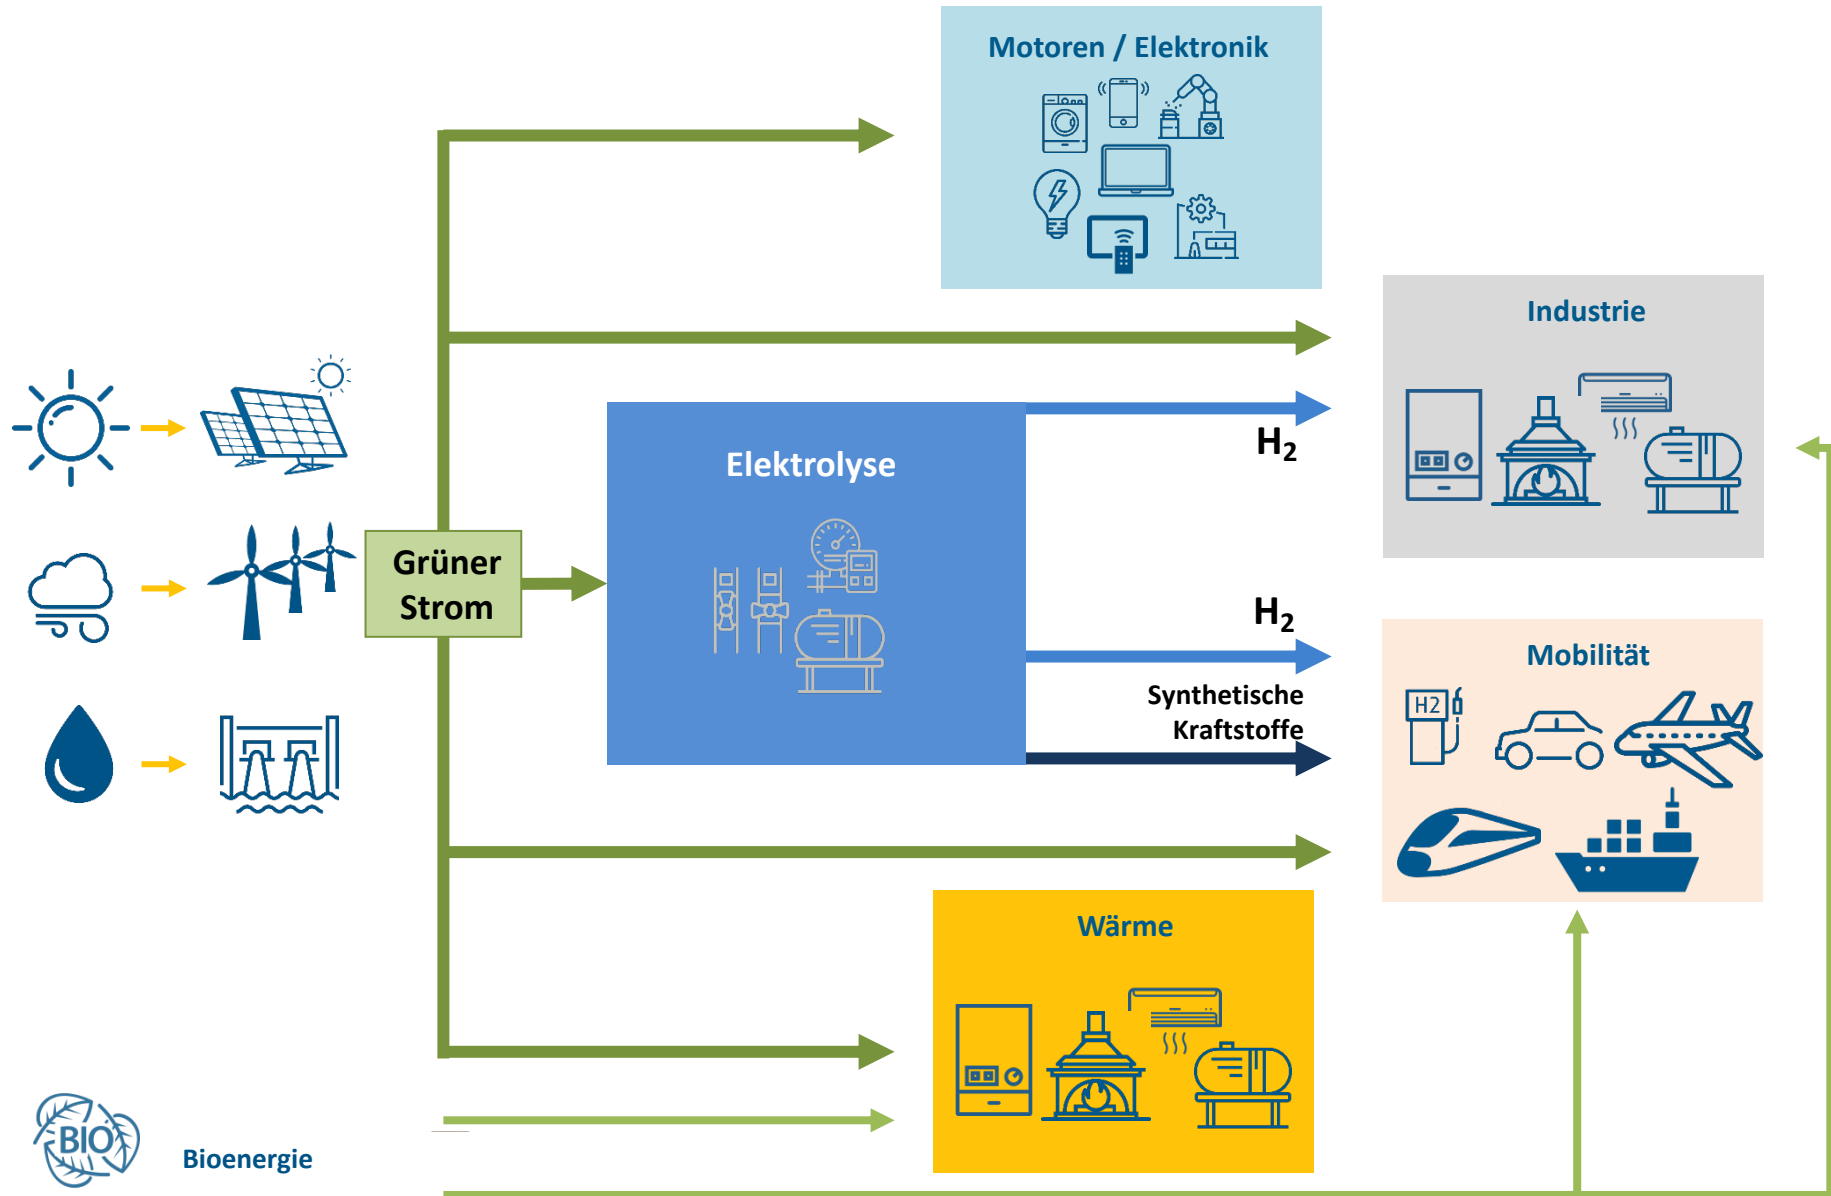 Motoren / Elektronik
Industrie
H₂
Elektrolyse
Grüner
Strom
H₂
Mobilität
Synthetische
Kraftstoffe
H2
Wärme
BIO
Bioenergie